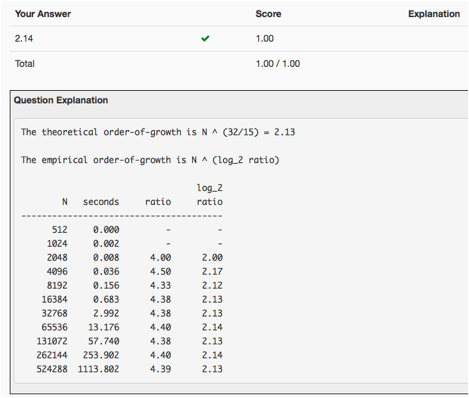 Your Answer Score Explanation
2.14 ✔ 1.00
Total 1.00 / 1.00
Question Explanation
The theoretical order-of-growth is N ^ (32/15) = 2.13
The empirical order-of-growth is N ^ (log_2 ratio)
log_2
N seconds ratio ratio
-----------------------------------
512 0.000 - -
1024 0.002 - -
2048 0.008 4.00 2.00
4096 0.036 4.50 2.17
8192 0.156 4.33 2.12
16384 0.683 4.38 2.13
32768 2.992 4.38 2.13
65536 13.176 4.40 2.14
131072 57.740 4.38 2.13
262144 253.902 4.40 2.14
524288 1113.802 4.39 2.13